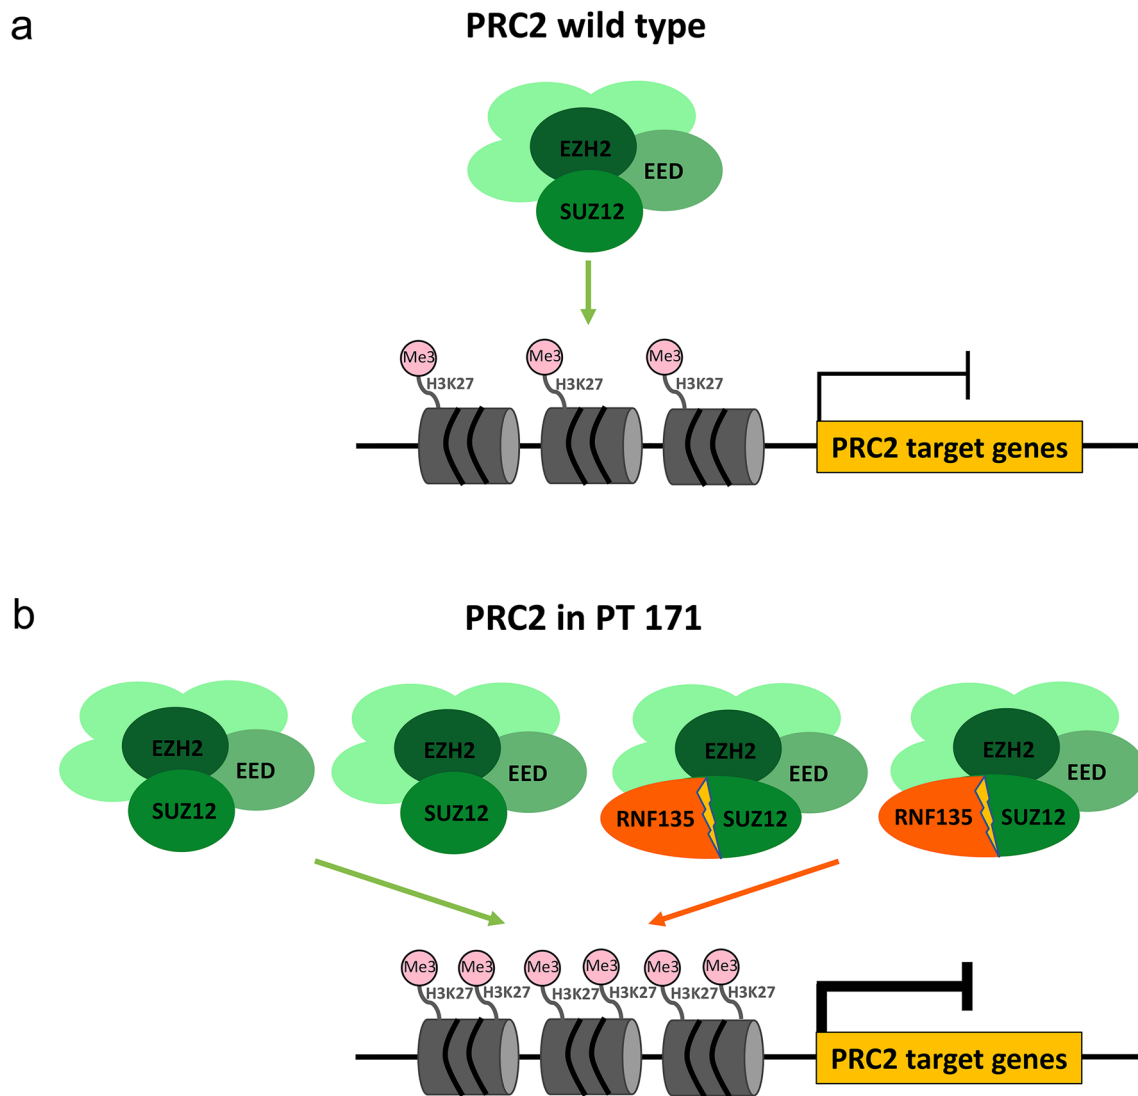 a
PRC2 wild type
EZH2
EED
SUZ12
Me3 Me3 Me3
H3K27 H3K27 H3K27
PRC2 target genes
b
PRC2 in PT 171
EZH2 EZH2 EZH2 EZH2
EED EED EED EED
SUZ12 SUZ12 RNF135 SUZ12 RNF135 SUZ12
Me3 Me3 Me3 Me3 Me3 Me3
H3K27 H3K27 H3K27 H3K27 H3K27 H3K27
PRC2 target genes